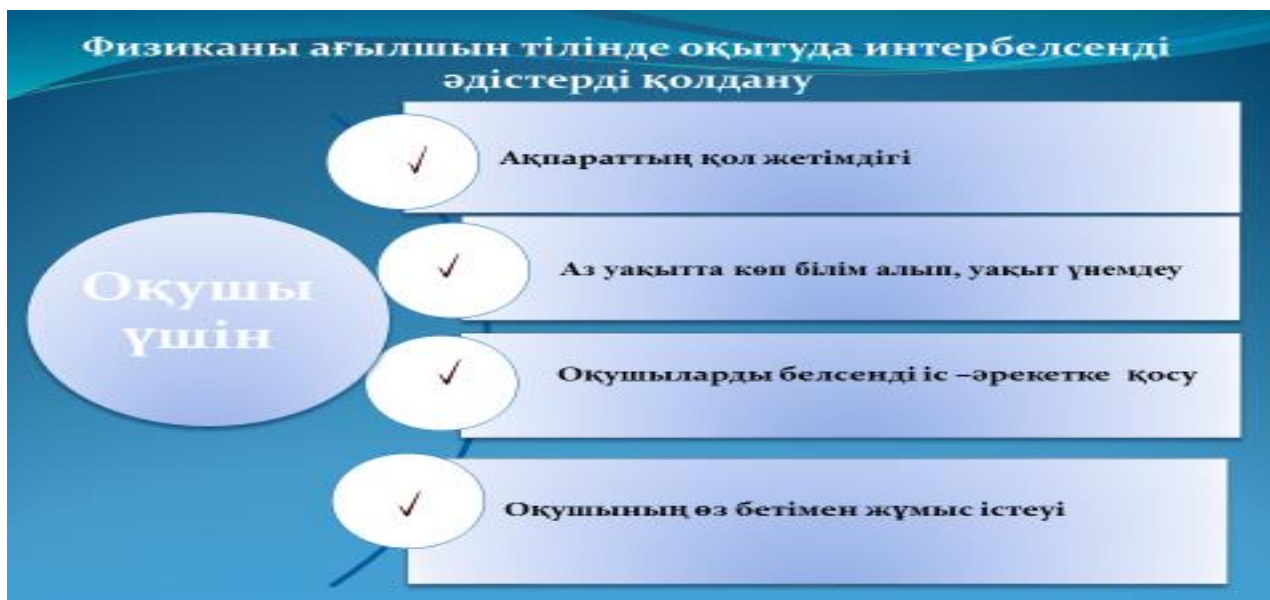 Физиканы ағылшын тілінде оқытуда интербелсенді
әдістерді қолдану
Оқушы
үшін
✓ Ақпараттың қол жетімдігі
✓ Аз уақытта көп білім алып, уақыт үнемдеу
✓ Оқушыларды белсенді іс –әрекетке қосу
✓ Оқушының өз бетімен жұмыс істеуі